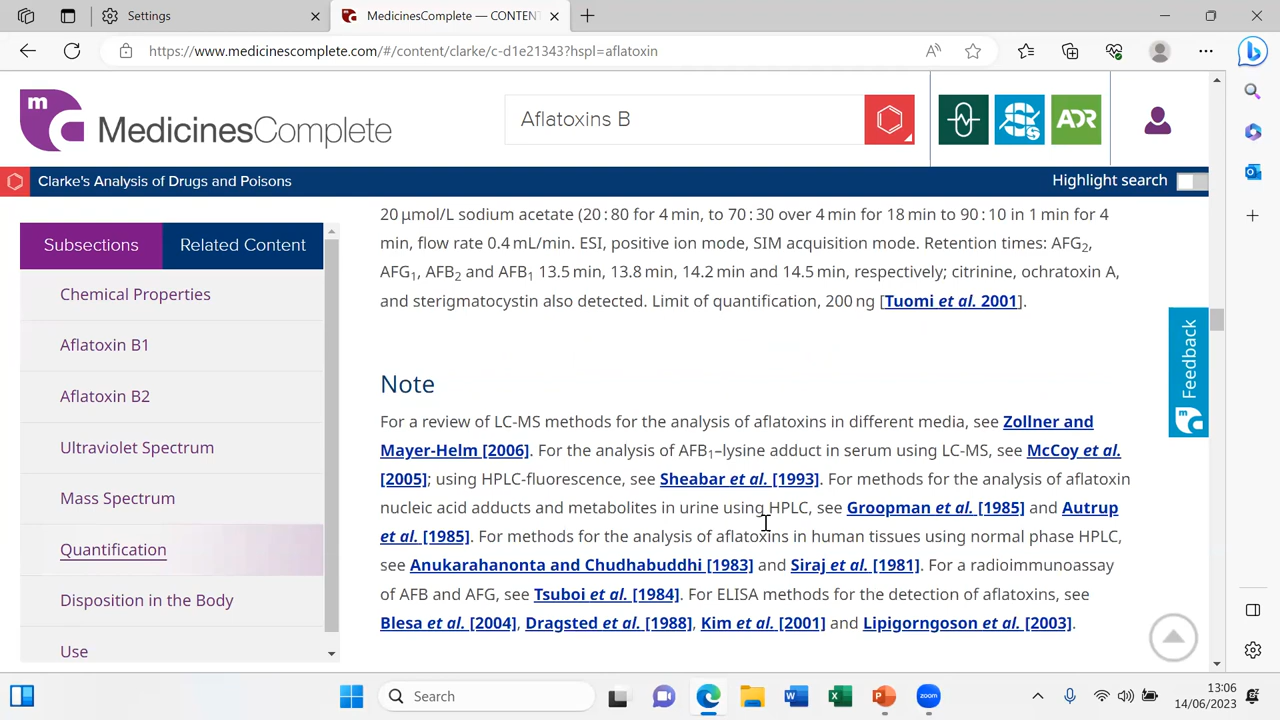 Settings
MedicinesComplete — CONTENT
https://www.medicinescomplete.com/#/content/clarke/c-d1e21343?hspl=aflatoxin
m
MedicinesComplete
Aflatoxins B
S
ADR
Clarke's Analysis of Drugs and Poisons
Highlight search
Subsections
Related Content
Chemical Properties
Aflatoxin B1
Aflatoxin B2
Ultraviolet Spectrum
Mass Spectrum
Quantification
Disposition in the Body
Use
20 µmol/L sodium acetate (20 : 80 for 4 min, to 70 : 30 over 4 min for 18 min to 90 : 10 in 1 min for 4
min, flow rate 0.4 mL/min. ESI, positive ion mode, SIM acquisition mode. Retention times: AFG₂,
AFG₁, AFB₂ and AFB₁ 13.5 min, 13.8 min, 14.2 min and 14.5 min, respectively; citrinine, ochratoxin A,
and sterigmatocystin also detected. Limit of quantification, 200 ng [Tuomi et al. 2001].
Note
For a review of LC-MS methods for the analysis of aflatoxins in different media, see Zollner and
Mayer-Helm [2006]. For the analysis of AFB₁–lysine adduct in serum using LC-MS, see McCoy et al.
[2005]; using HPLC-fluorescence, see Sheabar et al. [1993]. For methods for the analysis of aflatoxin
nucleic acid adducts and metabolites in urine using HPLC, see Groopman et al. [1985] and Autrup
et al. [1985]. For methods for the analysis of aflatoxins in human tissues using normal phase HPLC,
see Anukarahanonta and Chudhabuddhi [1983] and Siraj et al. [1981]. For a radioimmunoassay
of AFB and AFG, see Tsuboi et al. [1984]. For ELISA methods for the detection of aflatoxins, see
Blesa et al. [2004], Dragsted et al. [1988], Kim et al. [2001] and Lipigorngoson et al. [2003].
Feedback
Search
zoom
13:06
14/06/2023